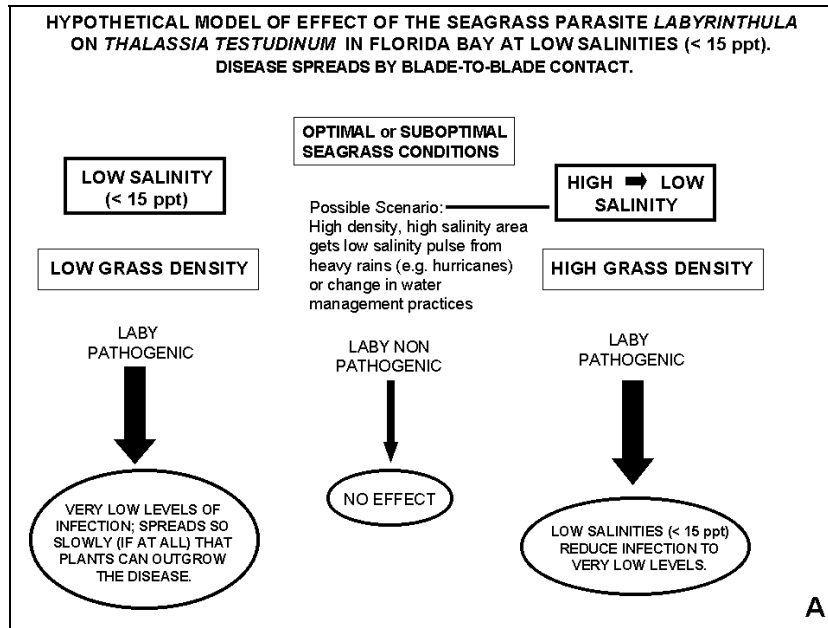 HYPOTHETICAL MODEL OF EFFECT OF THE SEAGRASS PARASITE LABYRINTHULA
ON THALASSIA TESTUDINUM IN FLORIDA BAY AT LOW SALINITIES (< 15 ppt).
DISEASE SPREADS BY BLADE-TO-BLADE CONTACT.
OPTIMAL or SUBOPTIMAL
SEAGRASS CONDITIONS
LOW SALINITY
(< 15 ppt)
HIGH ➡ LOW
SALINITY
Possible Scenario:
High density, high salinity area
gets low salinity pulse from
heavy rains (e.g. hurricanes)
or change in water
management practices
LOW GRASS DENSITY
HIGH GRASS DENSITY
LABY
PATHOGENIC
LABY NON
PATHOGENIC
LABY
PATHOGENIC
VERY LOW LEVELS OF
INFECTION; SPREADS SO
SLOWLY (IF AT ALL) THAT
PLANTS CAN OUTGROW
THE DISEASE.
NO EFFECT
LOW SALINITIES (< 15 ppt)
REDUCE INFECTION TO
VERY LOW LEVELS.
A